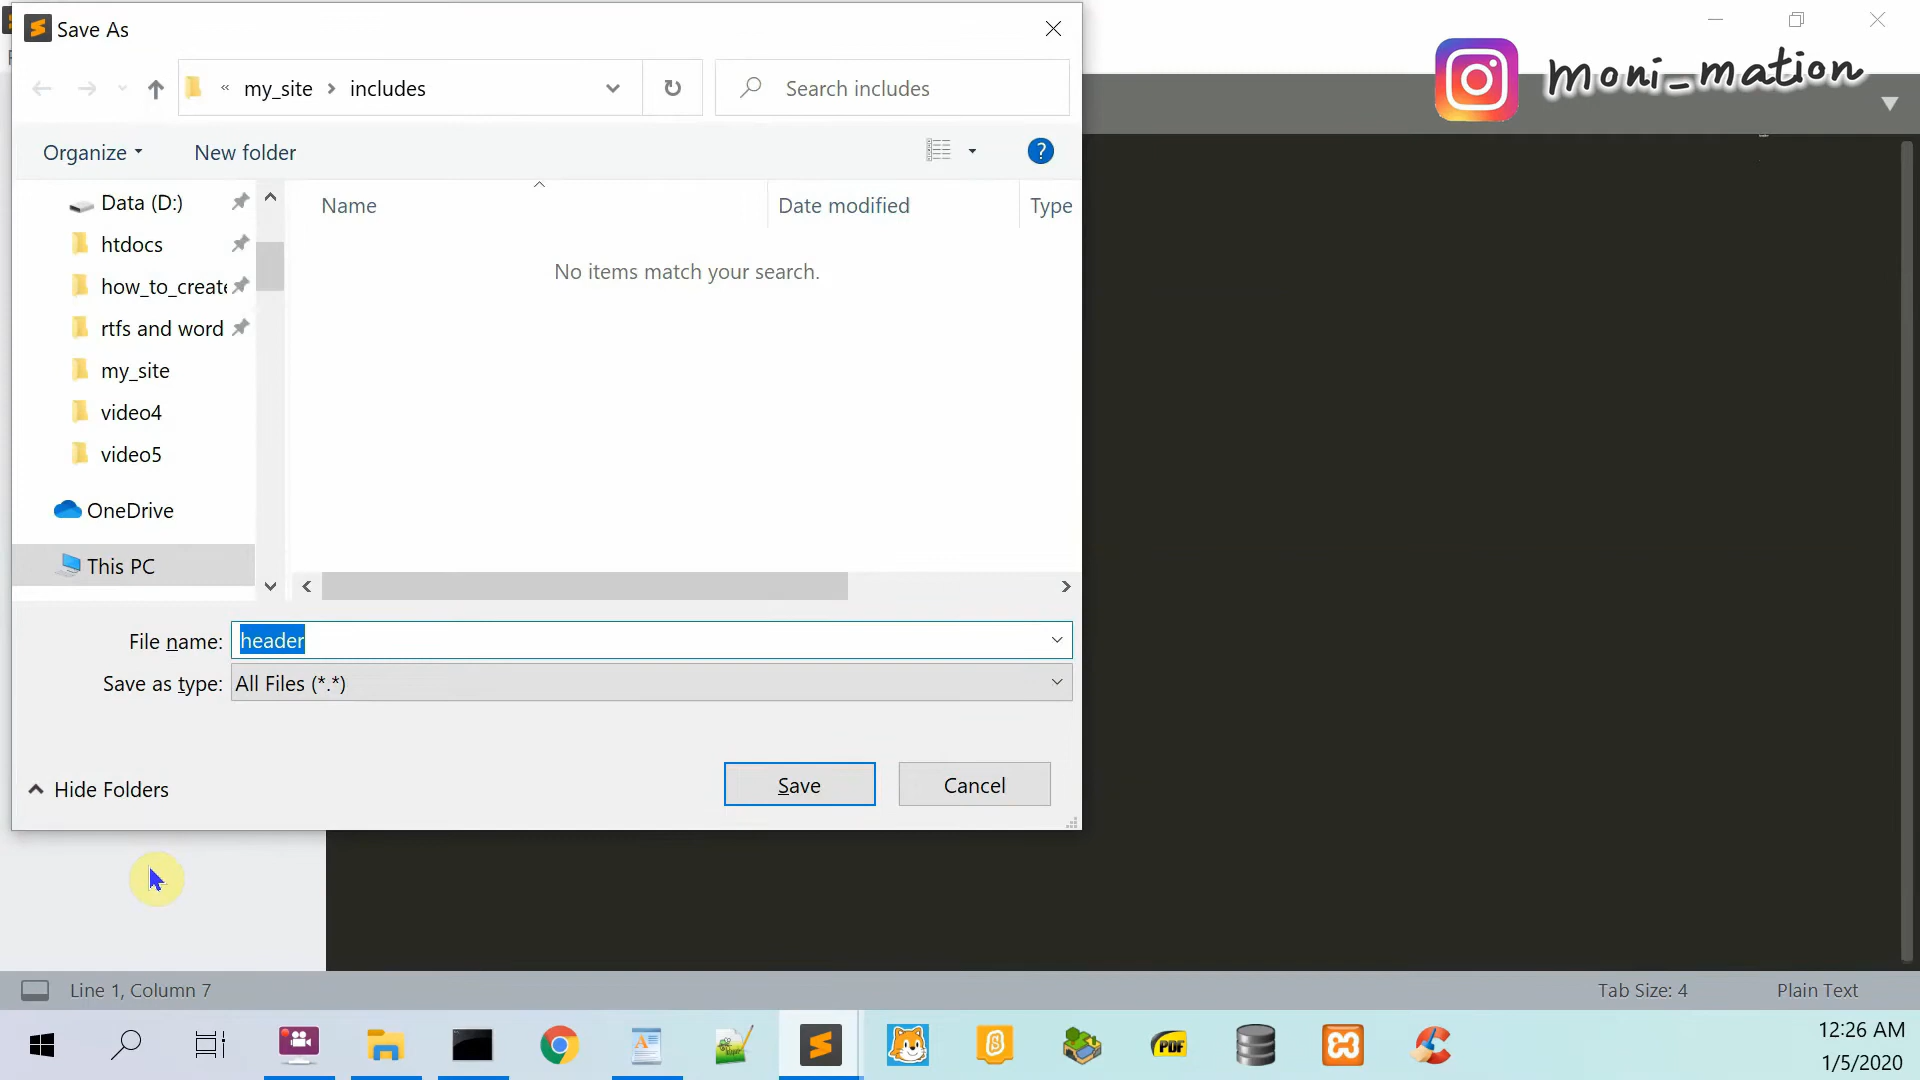 Save As
moni_mation
« my_site > includes
Search includes
Organize
New folder
?
Data (D:)
Name
Date modified
Type
htdocs
No items match your search.
how_to_create
rtfs and word
my_site
video4
video5
OneDrive
This PC
File name: header
Save as type: All Files (*.*)
Save
Cancel
Hide Folders
Line 1, Column 7
Tab Size: 4
Plain Text
PDF
12:26 AM
1/5/2020